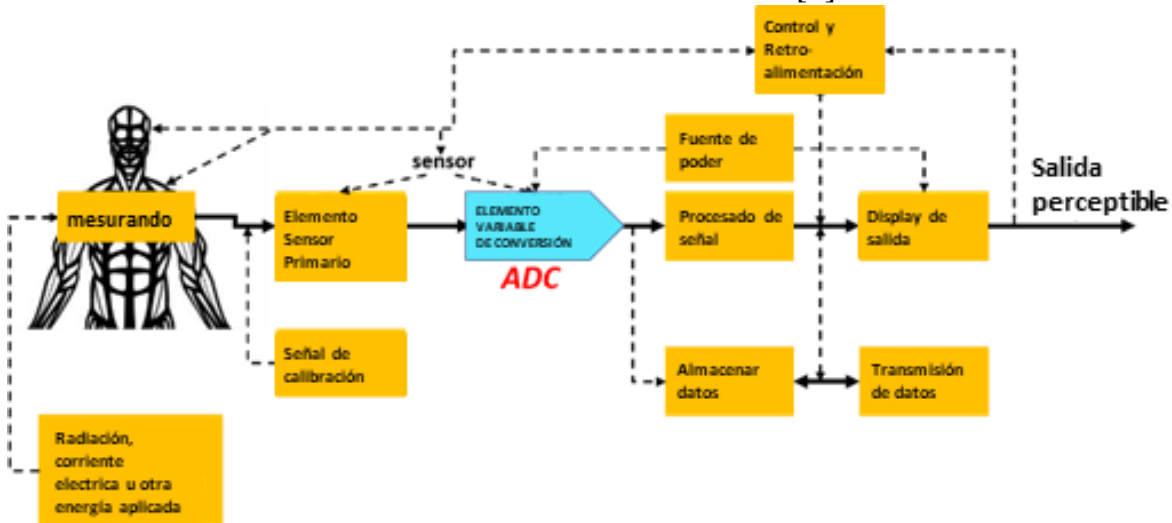 Control y
Retro-
alimentación
Fuente de
poder
sensor
Salida
perceptible
mesurando
Elemento
Sensor
Primario
ELEMENTO
VARIABLE
DE CONVERSIÓN
ADC
Procesado de
señal
Display de
salida
Señal de
calibración
Almacenar
datos
Transmisión
de datos
Radiación,
corriente
electrica u otra
energía aplicada